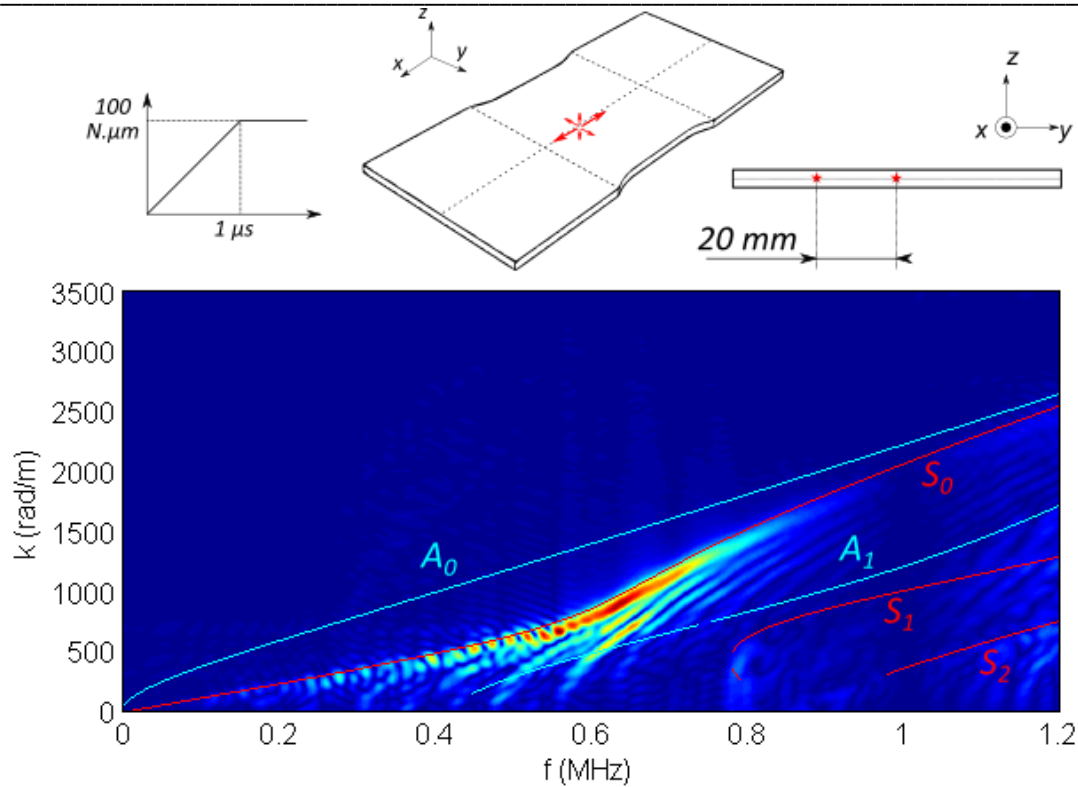 100
N.μm
1 μs
z
x
y
z
x
y
20 mm
3500
3000
2500
2000
1500
1000
500
0
k (rad/m)
A0
S0
A1
S1
S2
0
0.2
0.4
0.6
0.8
1
1.2
f (MHz)